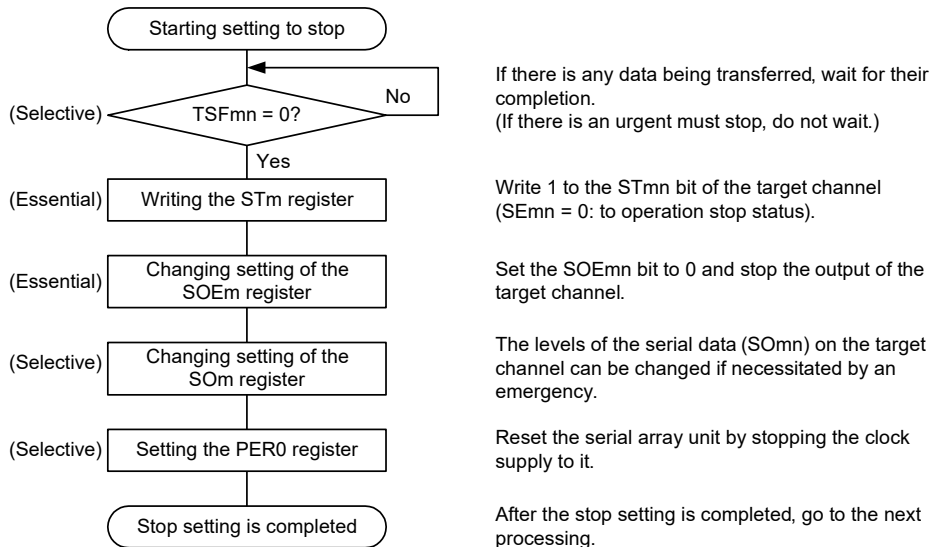 Starting setting to stop
No
(Selective)
TSFmn = 0?
If there is any data being transferred, wait for their
completion.
(If there is an urgent must stop, do not wait.)
Yes
(Essential)
Writing the STm register
Write 1 to the STmn bit of the target channel
(SEmn = 0: to operation stop status).
(Essential)
Changing setting of the
SOEm register
Set the SOEmn bit to 0 and stop the output of the
target channel.
(Selective)
Changing setting of the
SOm register
The levels of the serial data (SOmn) on the target
channel can be changed if necessitated by an
emergency.
(Selective)
Setting the PER0 register
Reset the serial array unit by stopping the clock
supply to it.
Stop setting is completed
After the stop setting is completed, go to the next
processing.